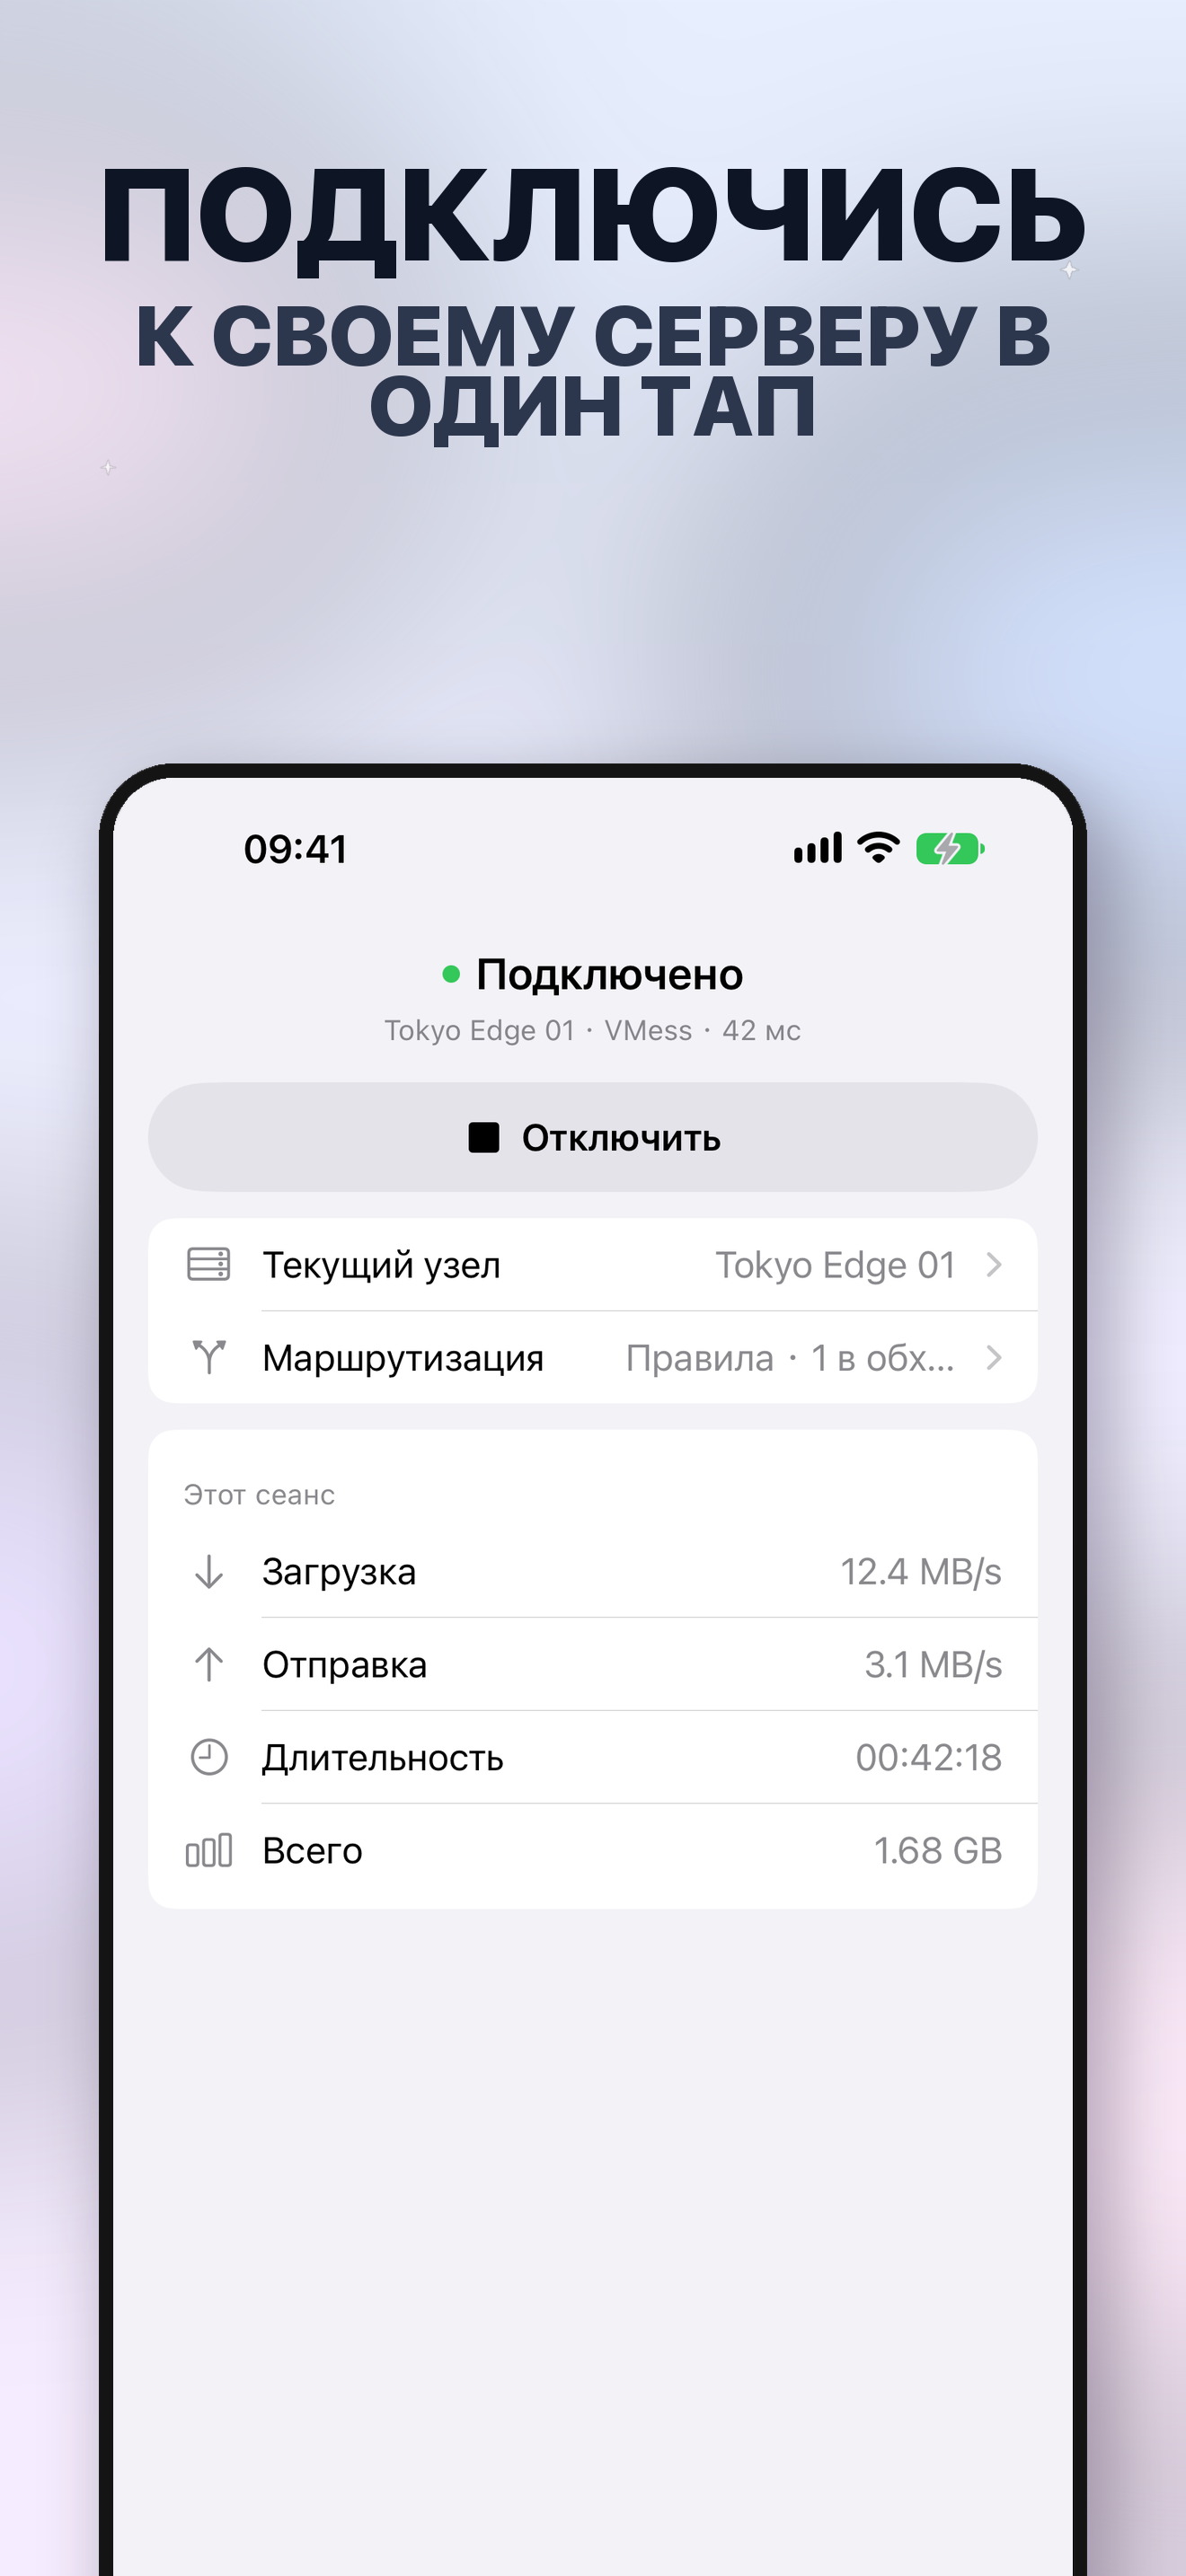 ПОДКЛЮЧИСЬ
К СВОЕМУ СЕРВЕРУ В
ОДИН ТАП
09:41
Подключено
Tokyo Edge 01 · VMess · 42 мс
Отключить
Текущий узел Tokyo Edge 01
Маршрутизация Правила · 1 в обх...
Этот сеанс
Загрузка 12.4 MB/s
Отправка 3.1 MB/s
Длительность 00:42:18
Всего 1.68 GB